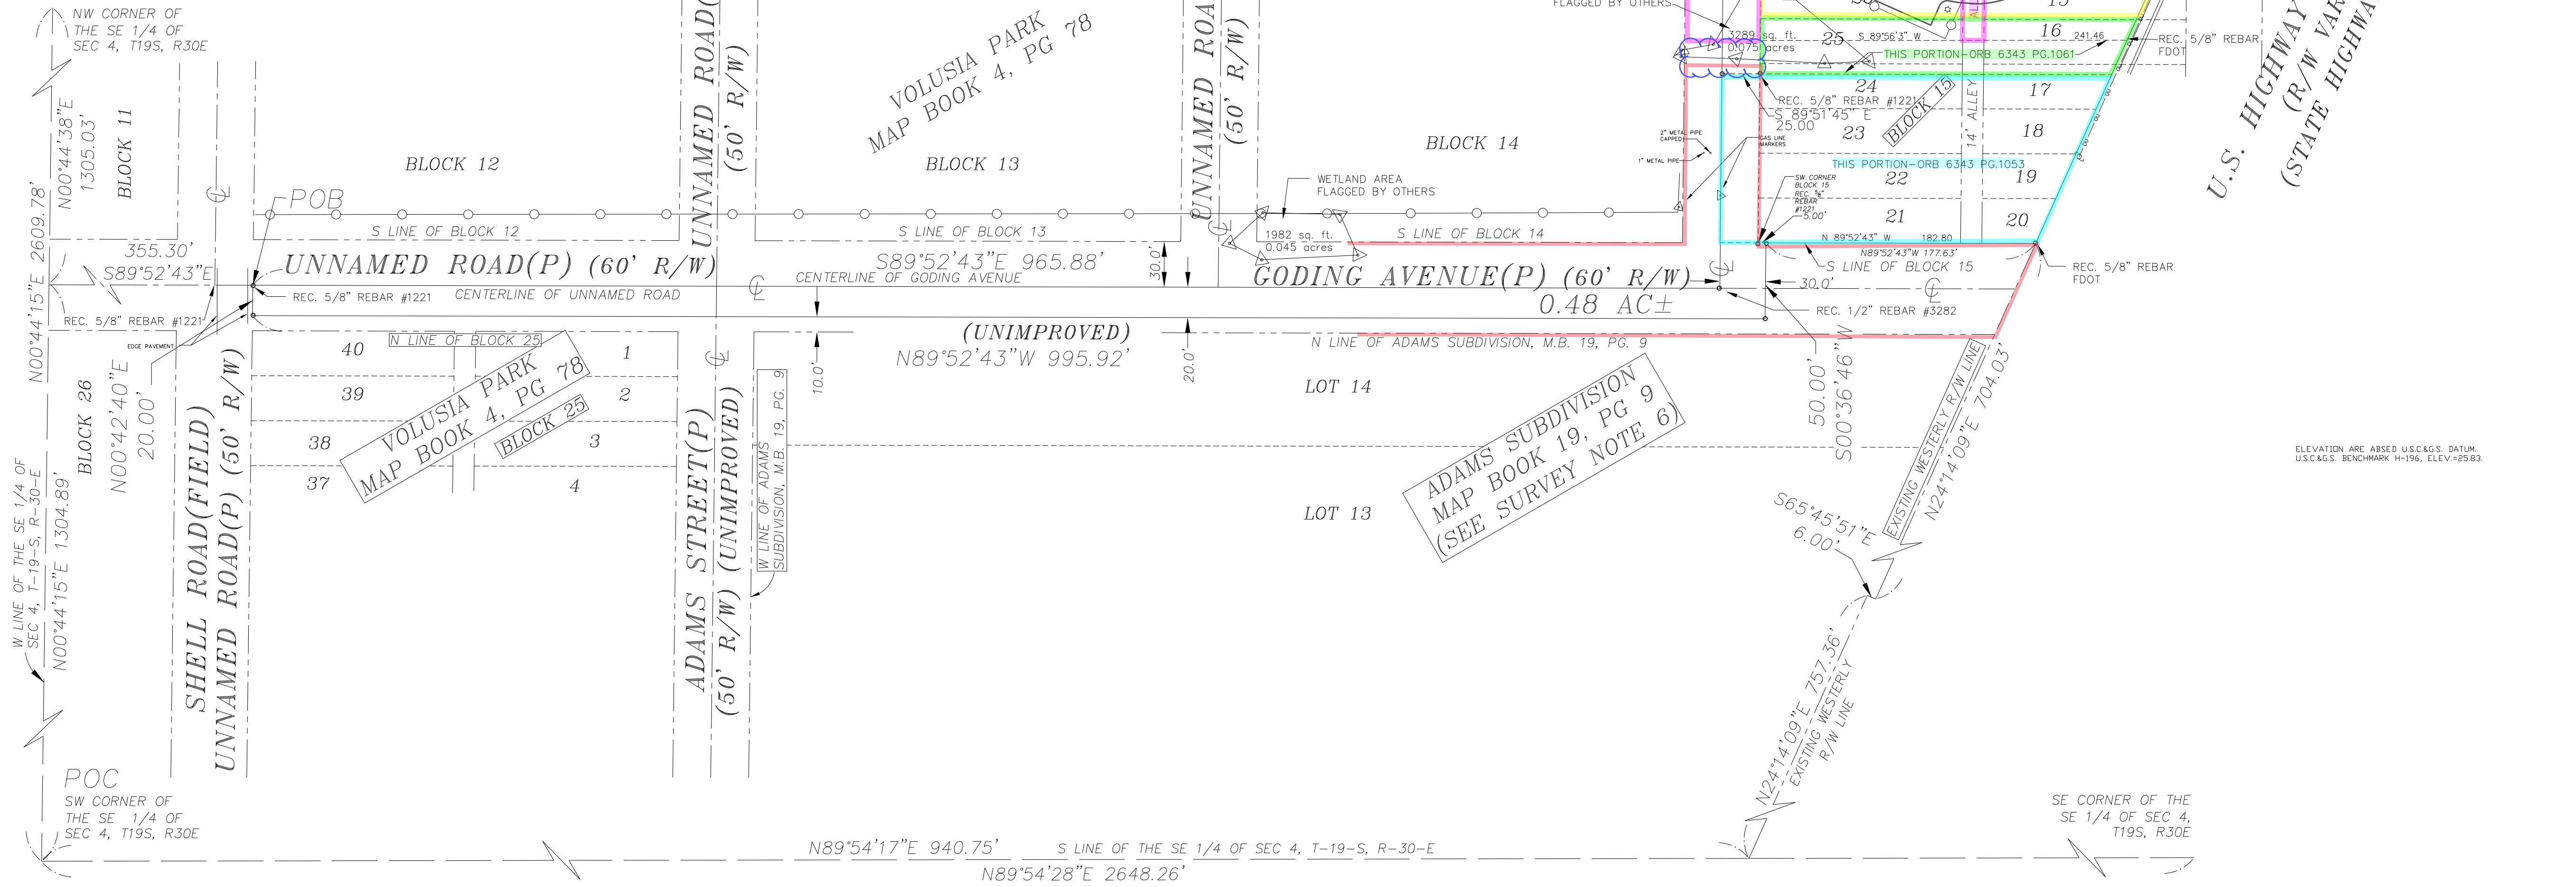 NW CORNER OF
THE SE 1/4 OF
SEC 4, T19S, R30E
N00°44'38"E
1305.03'
BLOCK 11
N00°44'15"E 2609.78'
355.30'
S89°52'43"E
REC. 5/8" REBAR #1221
EDGE PAVEMENT
BLOCK 26
N00°42'40"E
20.00'
W LINE OF THE SE 1/4 OF
SEC 4, T-19-S, R-30-E
N00°44'15"E 1304.89'
SHELL ROAD(FIELD)
UNNAMED ROAD(P) (50' R/W)
POC
SW CORNER OF
THE SE 1/4 OF
SEC 4, T19S, R30E
POB
BLOCK 12
S LINE OF BLOCK 12
UNNAMED ROAD(P) (60' R/W)
REC. 5/8" REBAR #1221
CENTERLINE OF UNNAMED ROAD
N LINE OF BLOCK 25
40
39
38
37
1
2
3
4
VOLUSIA PARK
MAP BOOK 4, PG 78
BLOCK 25
UNNAMED ROAD(
(50' R/W)
ADAMS STREET(P)
(50' R/W) (UNIMPROVED)
W LINE OF ADAMS
SUBDIVISION, M.B. 19, PG. 9
VOLUSIA PARK
MAP BOOK 4, PG 78
BLOCK 13
S LINE OF BLOCK 13
S89°52'43"E 965.88'
CENTERLINE OF GODING AVENUE
30.0'
(UNIMPROVED)
N89°52'43"W 995.92'
10.0'
20.0'
UNNAMED ROA
(50' R/W)
BLOCK 14
WETLAND AREA
FLAGGED BY OTHERS
1982 sq. ft.
0.045 acres
S LINE OF BLOCK 14
GODING AVENUE(P) (60' R/W)
0.48 AC±
N LINE OF ADAMS SUBDIVISION, M.B. 19, PG. 9
LOT 14
LOT 13
ADAMS SUBDIVISION
MAP BOOK 19, PG 9
(SEE SURVEY NOTE 6)
FLAGGED BY OTHERS
3289 sq. ft.
0.075 acres
25
S 89°56'3" W
241.46
15
16
THIS PORTION-ORB 6343 PG.1061
REC. 5/8" REBAR
FDOT
24
17
REC. 5/8" REBAR #1221
S 89°51'45" E
25.00
BLOCK 15
14' ALLEY
23
18
2" METAL PIPE
CAPPED
1" METAL PIPE
GAS LINE
MARKERS
THIS PORTION-ORB 6343 PG.1053
SW CORNER
BLOCK 15
REC. 5/8"
REBAR
#1221
5.00'
22
19
21
20
N 89°52'43" W 182.80
N89°52'43"W 177.63'
S LINE OF BLOCK 15
REC. 5/8" REBAR
FDOT
30.0'
REC. 1/2" REBAR #3282
50.00'
S00°36'46"W
EXISTING WESTERLY R/W LINE
N24°14'09"E 704.03'
S65°45'51"E
6.00'
N24°14'09"E 757.36'
EXISTING WESTERLY
R/W LINE
U.S. HIGHWAY
(R/W VAR
(STATE HIGHWA
ELEVATION ARE ABSED U.S.C.&G.S. DATUM.
U.S.C.&G.S. BENCHMARK H-196, ELEV.=25.83.
SE CORNER OF THE
SE 1/4 OF SEC 4,
T19S, R30E
N89°54'17"E 940.75'
S LINE OF THE SE 1/4 OF SEC 4, T-19-S, R-30-E
N89°54'28"E 2648.26'